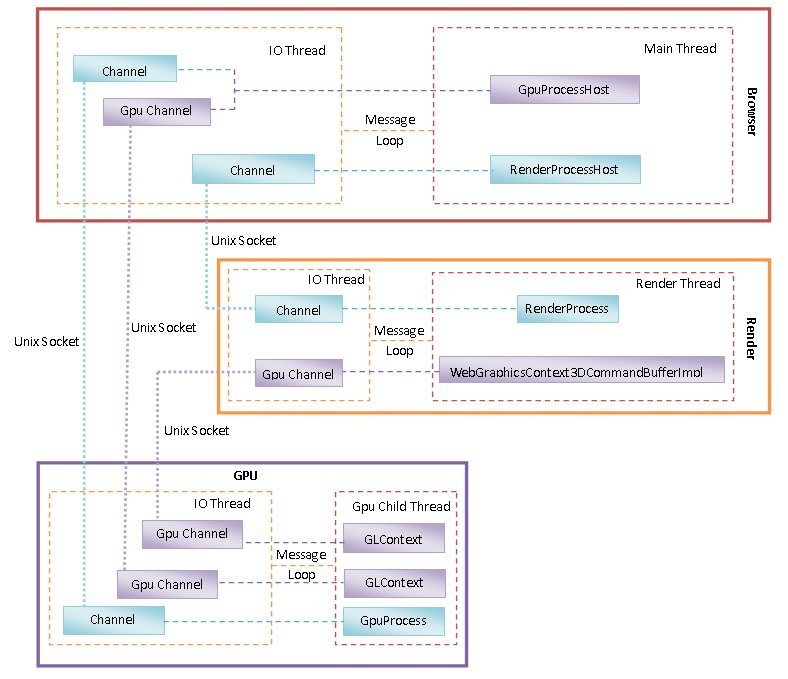 IO Thread
Main Thread
Channel
GpuProcessHost
Gpu Channel
Browser
Message
Loop
Channel
RenderProcessHost
Unix Socket
IO Thread
Render Thread
Channel
RenderProcess
Unix Socket
Message
Render
Unix Socket
Loop
Gpu Channel
WebGraphicsContext3DCommandBufferImpl
Unix Socket
GPU
IO Thread
Gpu Child Thread
Gpu Channel
GLContext
Message
Loop
Gpu Channel
GLContext
Channel
GpuProcess